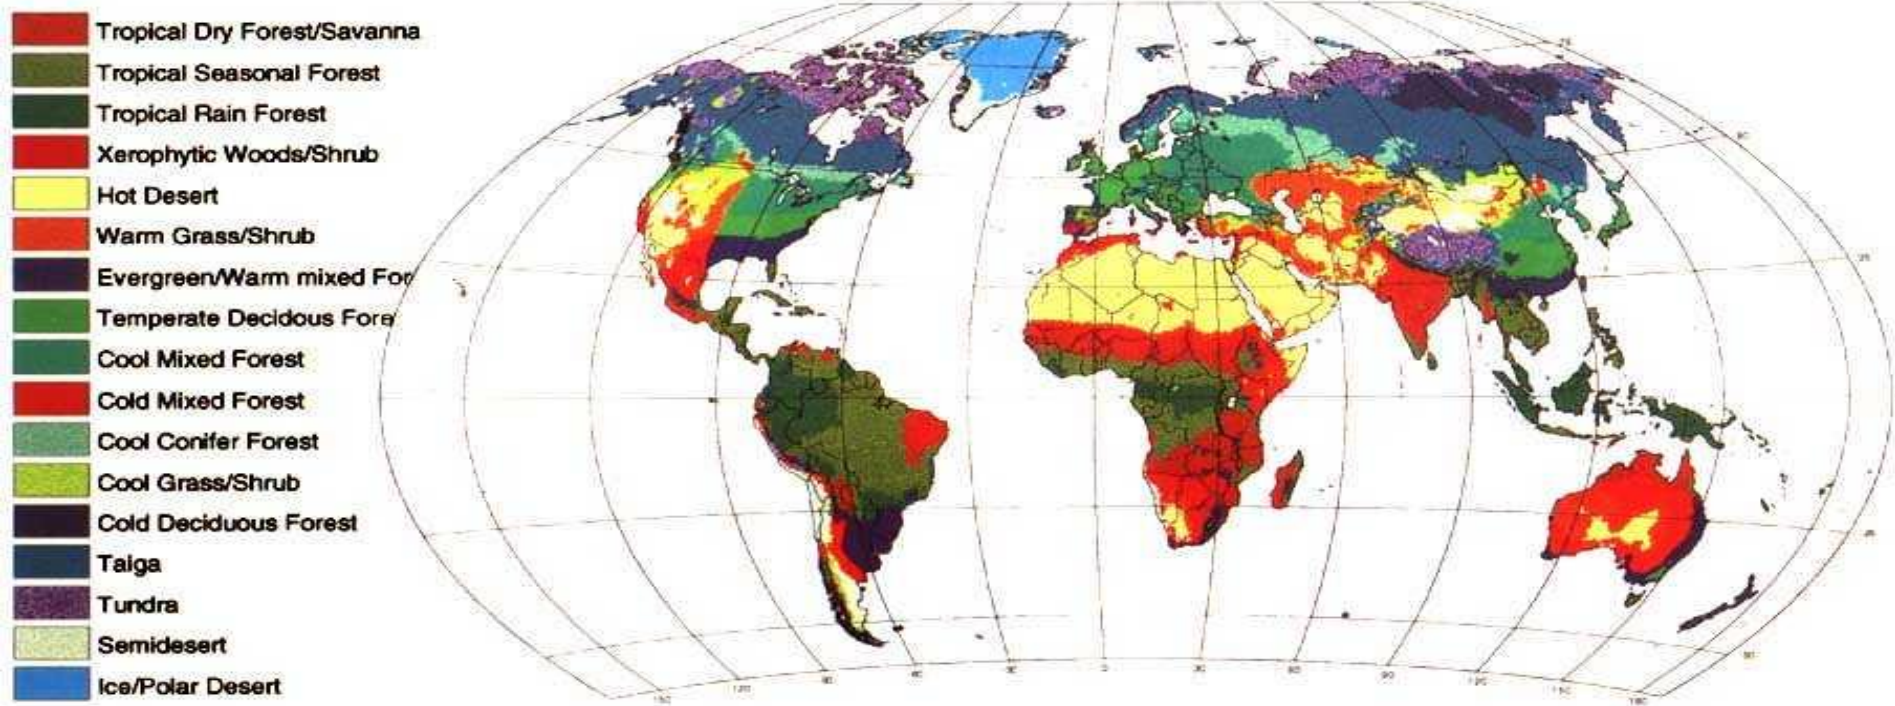 Tropical Dry Forest/Savanna
Tropical Seasonal Forest
Tropical Rain Forest
Xerophytic Woods/Shrub
Hot Desert
Warm Grass/Shrub
Evergreen/Warm mixed For
Temperate Decidous Fore
Cool Mixed Forest
Cold Mixed Forest
Cool Conifer Forest
Cool Grass/Shrub
Cold Deciduous Forest
Taiga
Tundra
Semidesert
Ice/Polar Desert